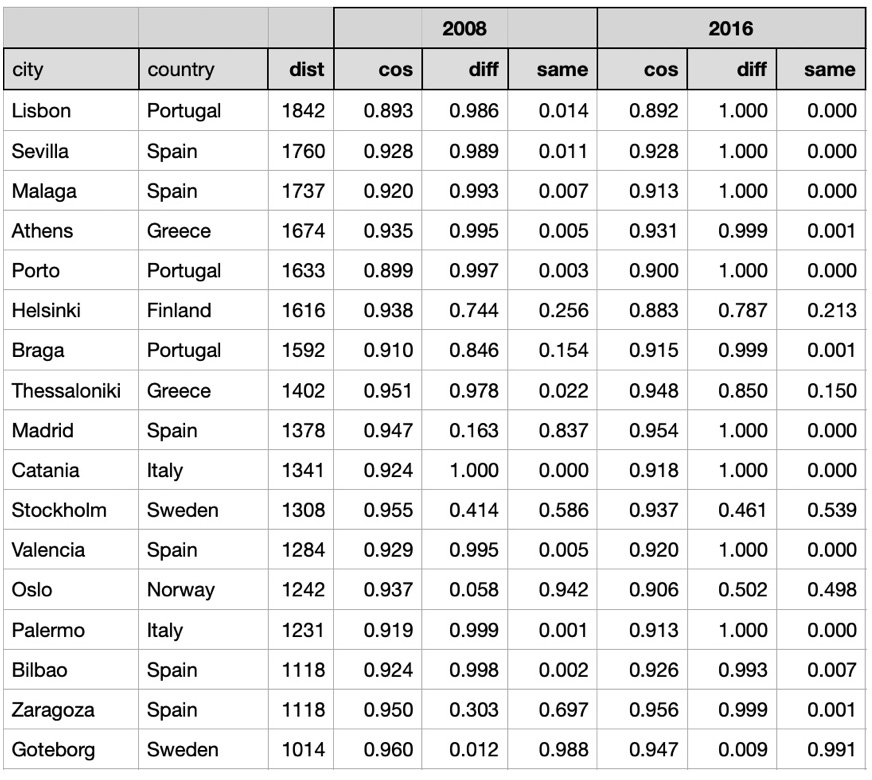 2008 2016
city country dist cos diff same cos diff same
Lisbon Portugal 1842 0.893 0.986 0.014 0.892 1.000 0.000
Sevilla Spain 1760 0.928 0.989 0.011 0.928 1.000 0.000
Malaga Spain 1737 0.920 0.993 0.007 0.913 1.000 0.000
Athens Greece 1674 0.935 0.995 0.005 0.931 0.999 0.001
Porto Portugal 1633 0.899 0.997 0.003 0.900 1.000 0.000
Helsinki Finland 1616 0.938 0.744 0.256 0.883 0.787 0.213
Braga Portugal 1592 0.910 0.846 0.154 0.915 0.999 0.001
Thessaloniki Greece 1402 0.951 0.978 0.022 0.948 0.850 0.150
Madrid Spain 1378 0.947 0.163 0.837 0.954 1.000 0.000
Catania Italy 1341 0.924 1.000 0.000 0.918 1.000 0.000
Stockholm Sweden 1308 0.955 0.414 0.586 0.937 0.461 0.539
Valencia Spain 1284 0.929 0.995 0.005 0.920 1.000 0.000
Oslo Norway 1242 0.937 0.058 0.942 0.906 0.502 0.498
Palermo Italy 1231 0.919 0.999 0.001 0.913 1.000 0.000
Bilbao Spain 1118 0.924 0.998 0.002 0.926 0.993 0.007
Zaragoza Spain 1118 0.950 0.303 0.697 0.956 0.999 0.001
Goteborg Sweden 1014 0.960 0.012 0.988 0.947 0.009 0.991